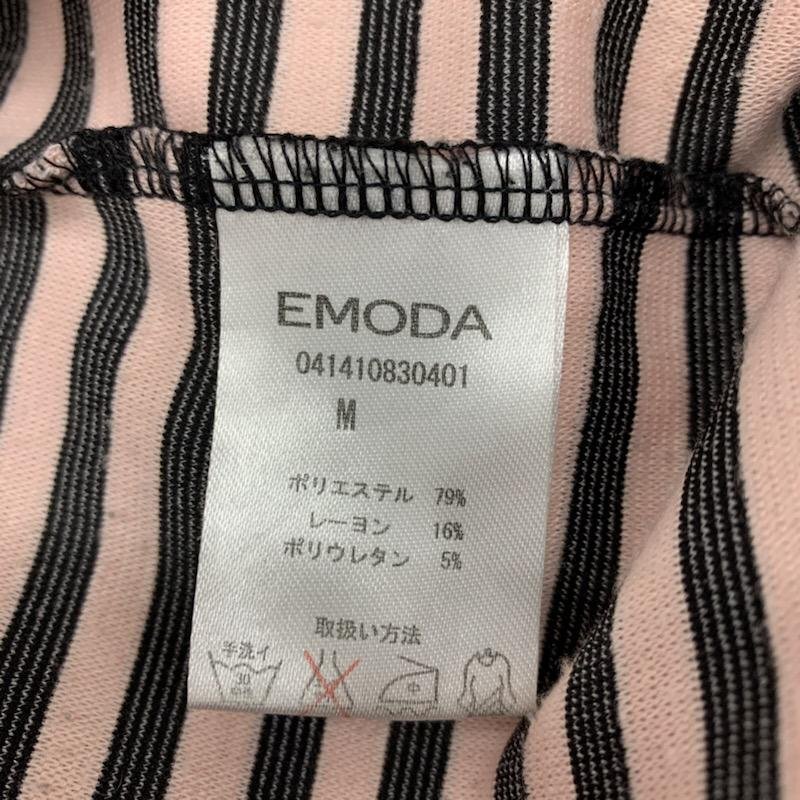 EMODA
041410830401
M
ポリエステル 79%
レーヨン 16%
ポリウレタン 5%
取扱い方法
手洗イ
30